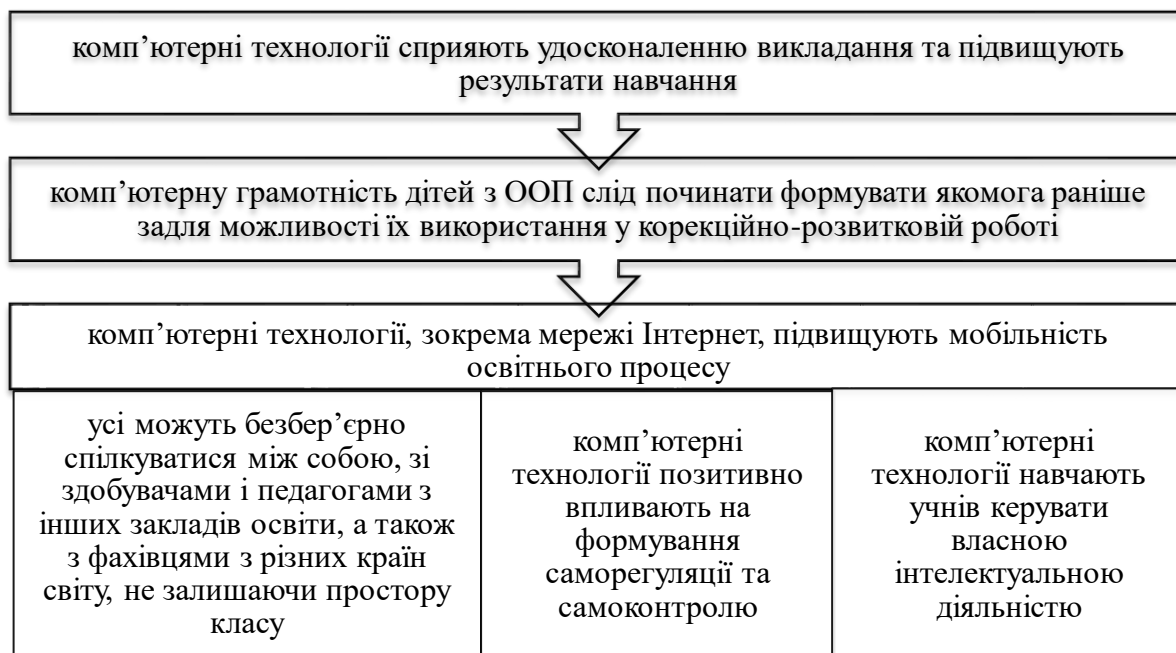 комп’ютерні технології сприяють удосконаленню викладання та підвищують
результати навчання
комп’ютерну грамотність дітей з ООП слід починати формувати якомога раніше
задля можливості їх використання у корекційно-розвитковій роботі
комп’ютерні технології, зокрема мережі Інтернет, підвищують мобільність
освітнього процесу
усі можуть безбер’єрно
спілкуватися між собою, зі
здобувачами і педагогами з
інших закладів освіти, а також
з фахівцями з різних країн
світу, не залишаючи простору
класу
комп’ютерні
технології позитивно
впливають на
формування
саморегуляції та
самоконтролю
комп’ютерні
технології навчають
учнів керувати
власною
інтелектуальною
діяльністю